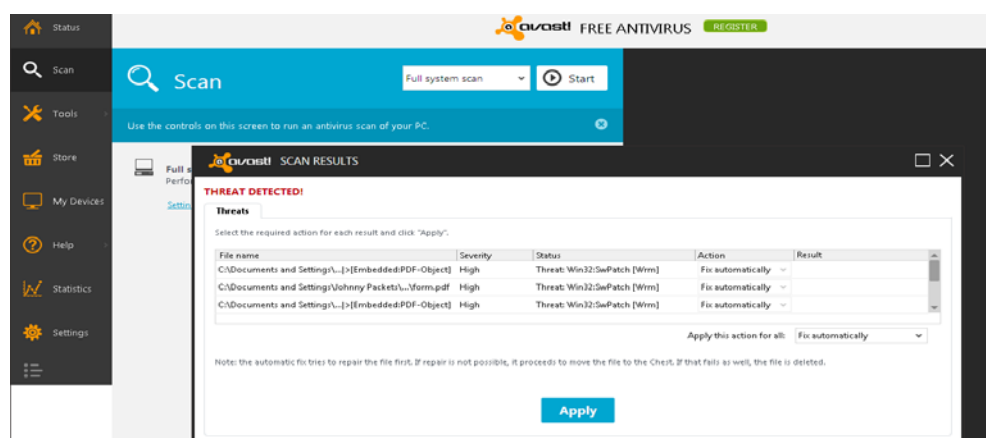 Status
avast! FREE ANTIVIRUS REGISTER
Scan
Scan
Full system scan
Start
Tools
Use the controls on this screen to run an antivirus scan of your PC.
Store
Full s
Perfo
Settin
My Devices
Help
Statistics
Settings
avast! SCAN RESULTS
THREAT DETECTED!
Threats
Select the required action for each result and click "Apply".
File name Severity Status Action Result
C:\Documents and Settings\...|>[Embedded:PDF-Object] High Threat: Win32:SwPatch [Wrm] Fix automatically
C:\Documents and Settings\Johnny Packets\...\form.pdf High Threat: Win32:SwPatch [Wrm] Fix automatically
C:\Documents and Settings\...|>[Embedded:PDF-Object] High Threat: Win32:SwPatch [Wrm] Fix automatically
Apply this action for all: Fix automatically
Note: the automatic fix tries to repair the file first. If repair is not possible, it proceeds to move the file to the Chest. If that fails as well, the file is deleted.
Apply